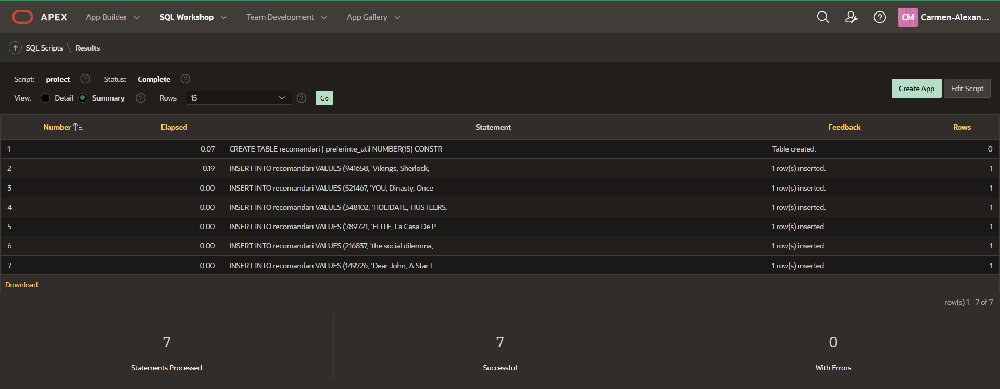 APEX App Builder SQL Workshop Team Development App Gallery CM Carmen-Alexan...
SQL Scripts \ Results
Script: proiect ? Status: Complete ?
View: Detail Summary ? Rows 15 ? Go Create App Edit Script
Number Elapsed Statement Feedback Rows
1 0.07 CREATE TABLE recomandari ( preferinte_util NUMBER(15) CONSTR Table created. 0
2 0.19 INSERT INTO recomandari VALUES (941658, 'Vikings, Sherlock, 1 row(s) inserted. 1
3 0.00 INSERT INTO recomandari VALUES (521467, 'YOU, Dinasty, Once 1 row(s) inserted. 1
4 0.00 INSERT INTO recomandari VALUES (348102, 'HOLIDATE, HUSTLERS, 1 row(s) inserted. 1
5 0.00 INSERT INTO recomandari VALUES (789721, 'ELITE, La Casa De P 1 row(s) inserted. 1
6 0.00 INSERT INTO recomandari VALUES (216837, 'the social dilemma, 1 row(s) inserted. 1
7 0.00 INSERT INTO recomandari VALUES (149726, 'Dear John, A Star I 1 row(s) inserted. 1
Download
row(s) 1 - 7 of 7
7 7 0
Statements Processed Successful With Errors